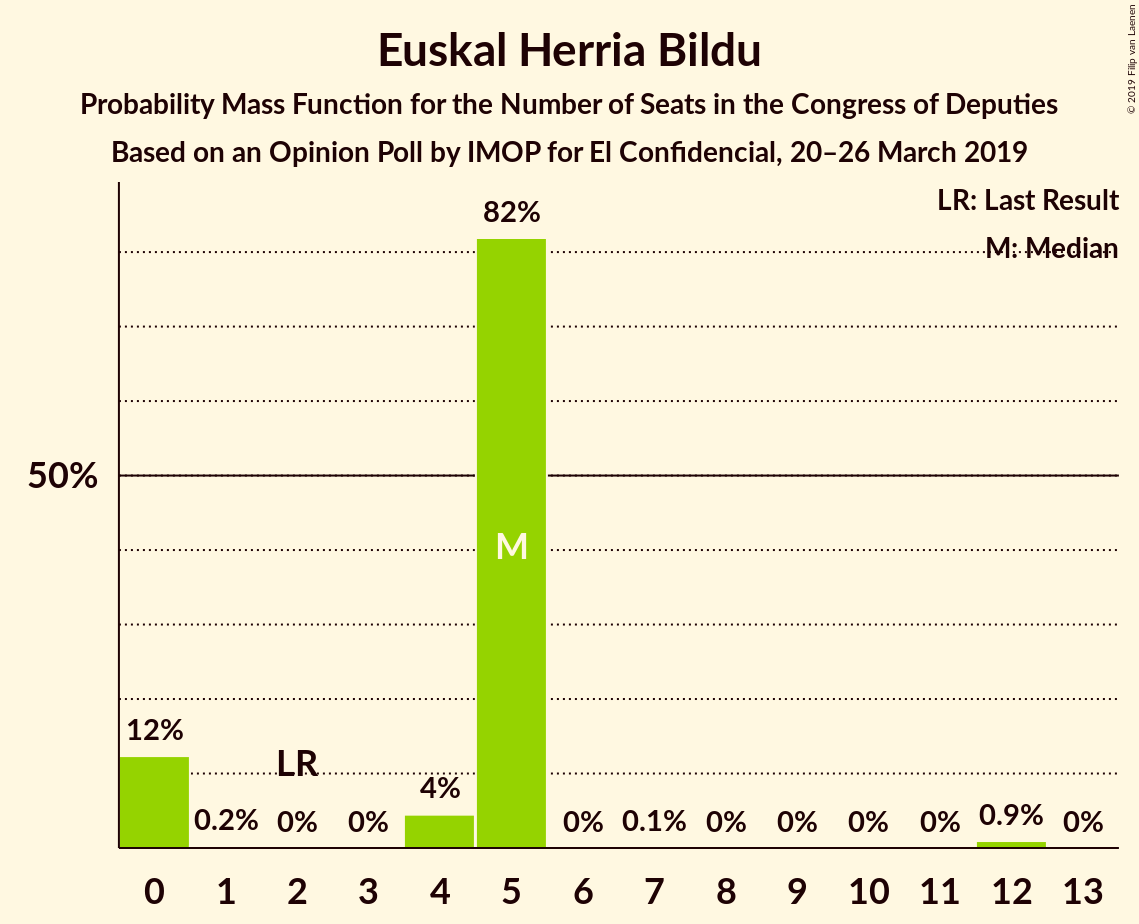 © 2019 Filip van Laenen
Euskal Herria Bildu
Probability Mass Function for the Number of Seats in the Congress of Deputies
Based on an Opinion Poll by IMOP for El Confidencial, 20–26 March 2019
LR: Last Result
M: Median
82%
50%
M
12%
LR
4%
0.2%
0%
0%
0%
0.1%
0%
0%
0%
0%
0.9%
0%
0 1 2 3 4 5 6 7 8 9 10 11 12 13